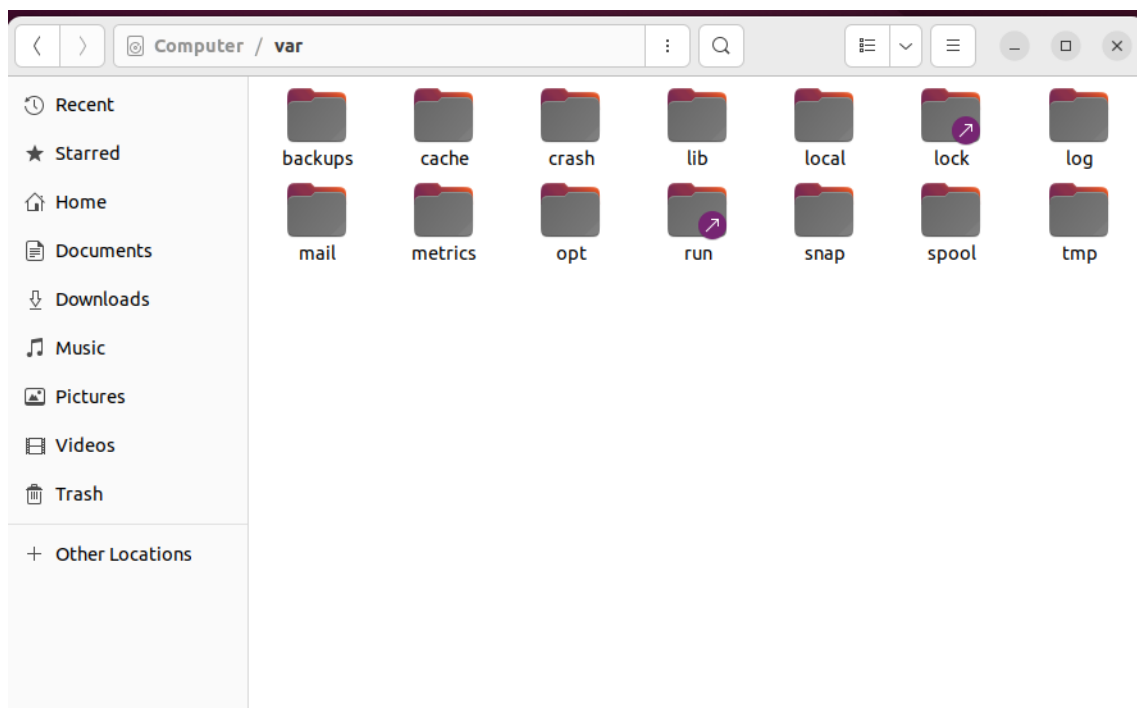 Computer / var
Recent
Starred
Home
Documents
Downloads
Music
Pictures
Videos
Trash
+ Other Locations
backups cache crash lib local lock log
mail metrics opt run snap spool tmp